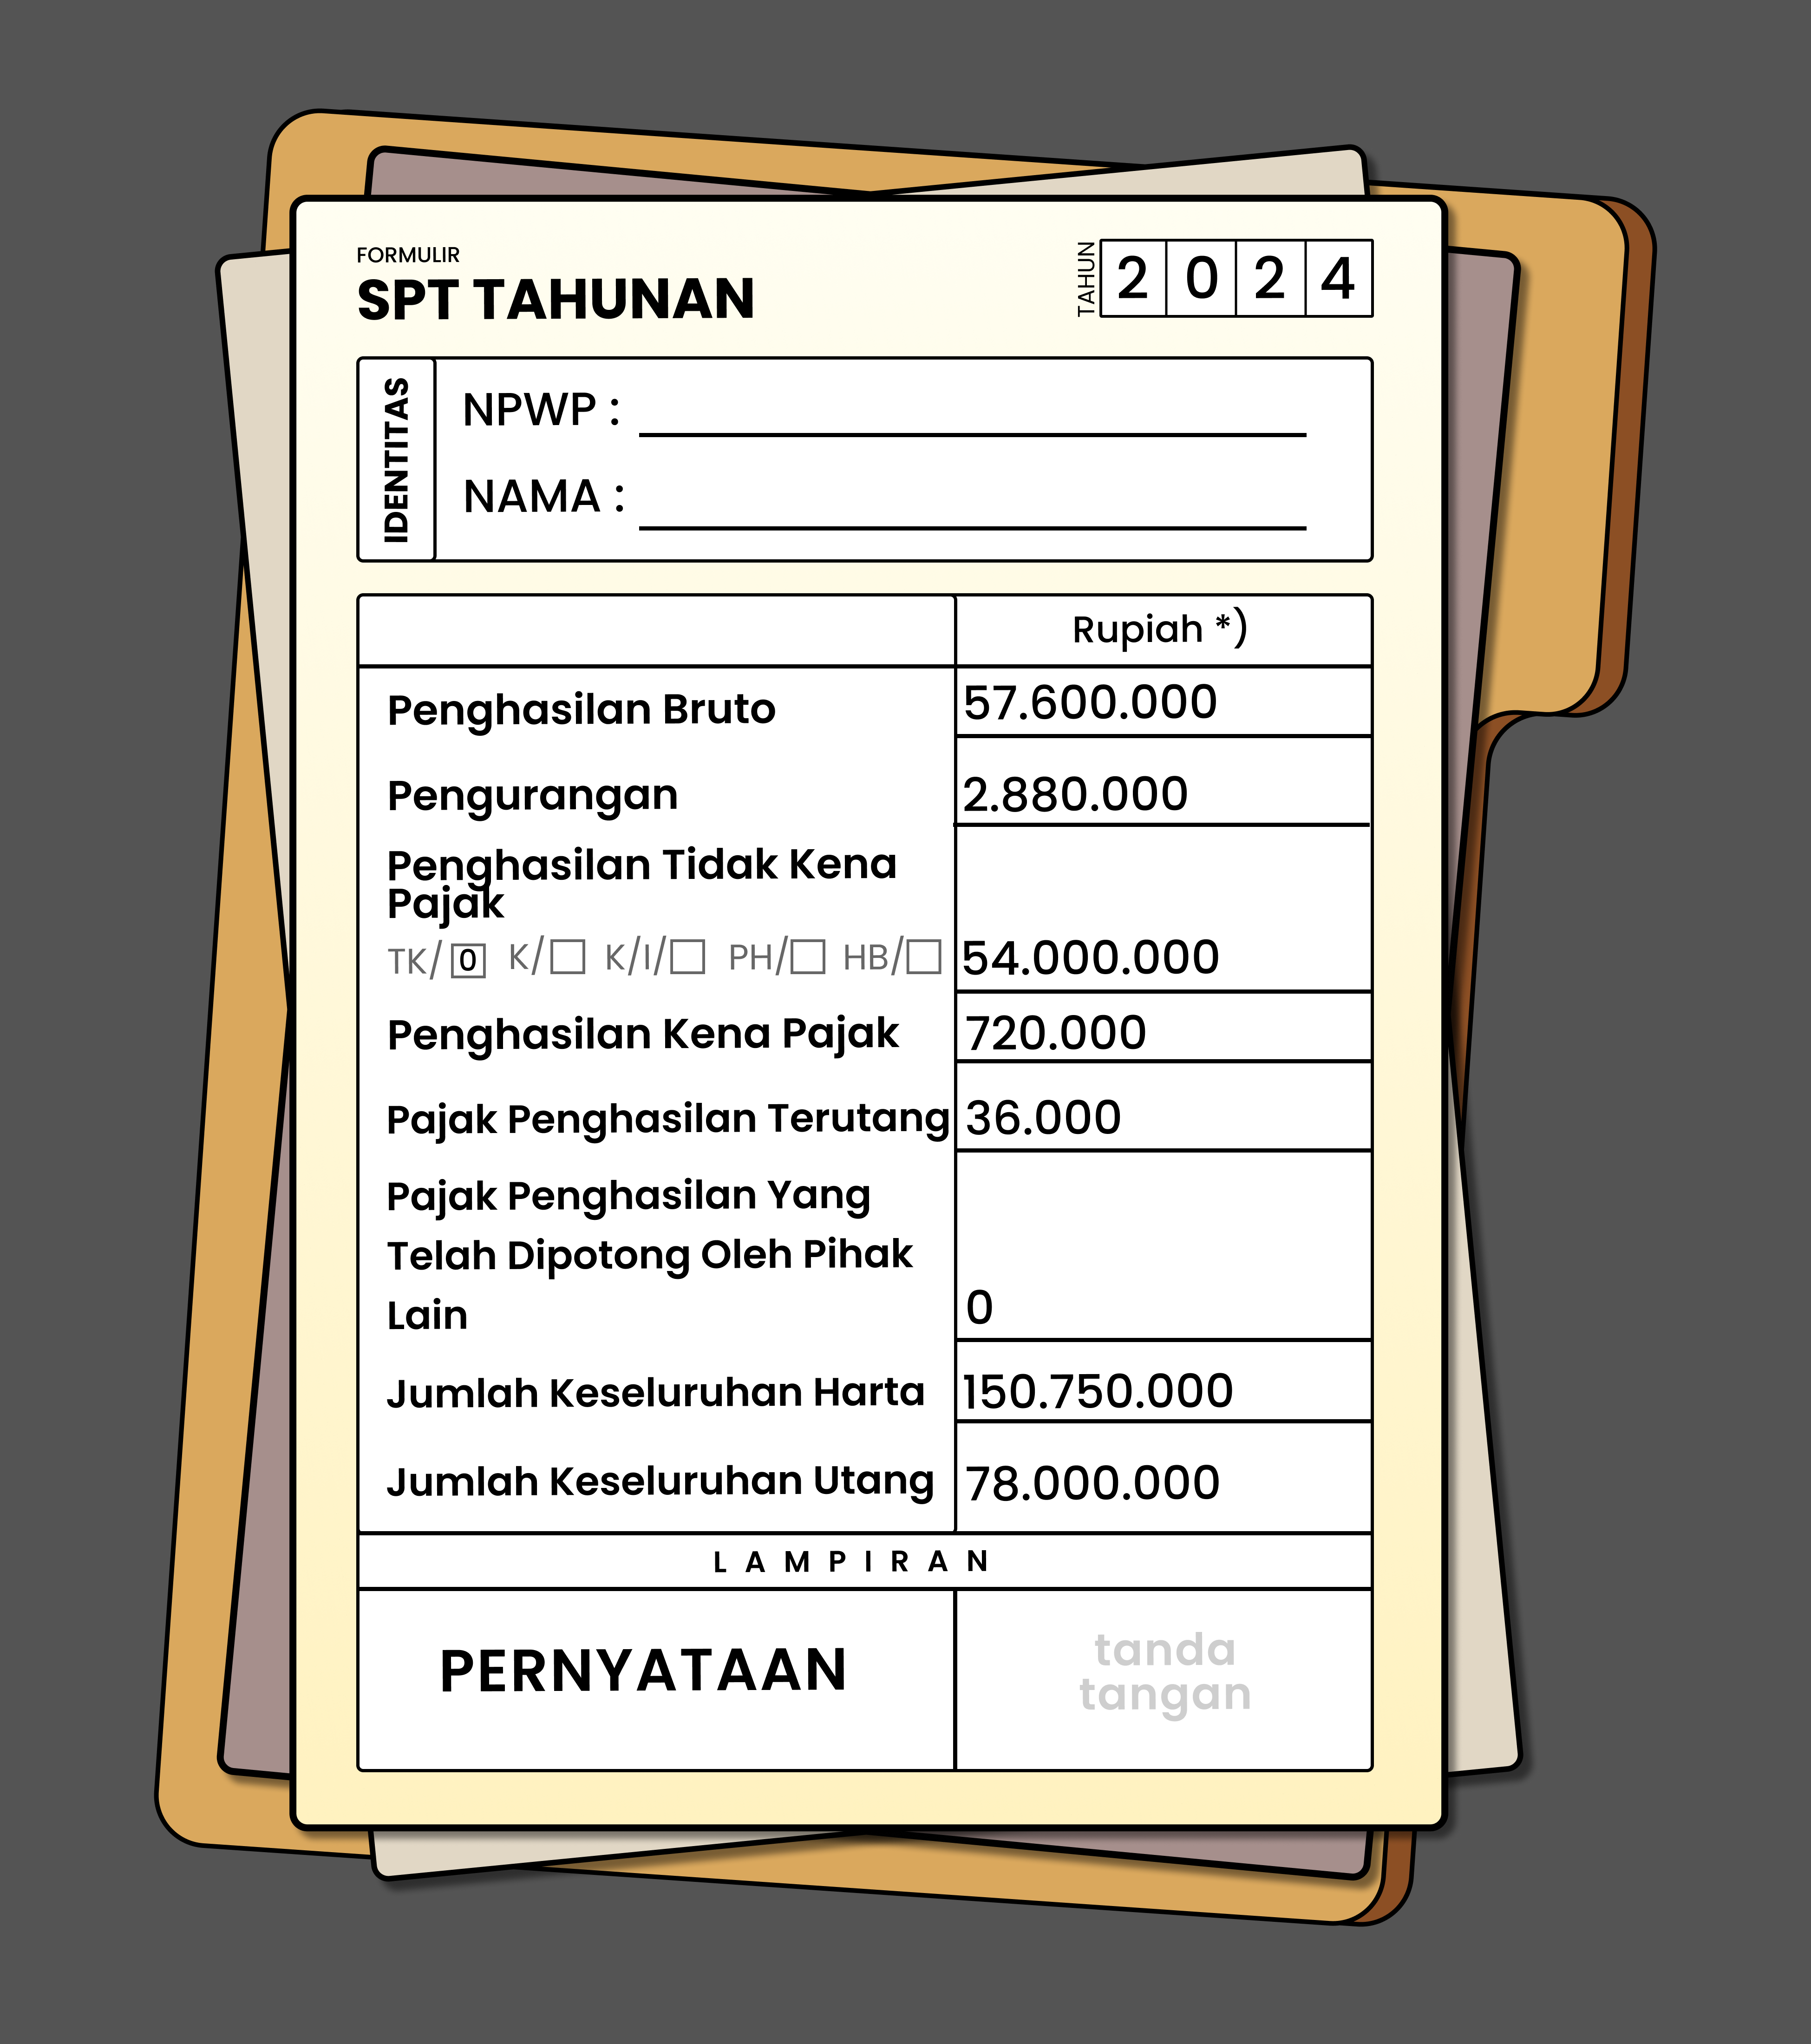 FORMULIR
SPT TAHUNAN
TAHUN 2 0 2 4
IDENTITAS
NPWP :
NAMA :
Rupiah *)
Penghasilan Bruto 57.600.000
Pengurangan 2.880.000
Penghasilan Tidak Kena
Pajak
TK/ 0 K/ K/I/ PH/ HB/ 54.000.000
Penghasilan Kena Pajak 720.000
Pajak Penghasilan Terutang 36.000
Pajak Penghasilan Yang
Telah Dipotong Oleh Pihak
Lain 0
Jumlah Keseluruhan Harta 150.750.000
Jumlah Keseluruhan Utang 78.000.000
LAMPIRAN
PERNYATAAN
tanda
tangan